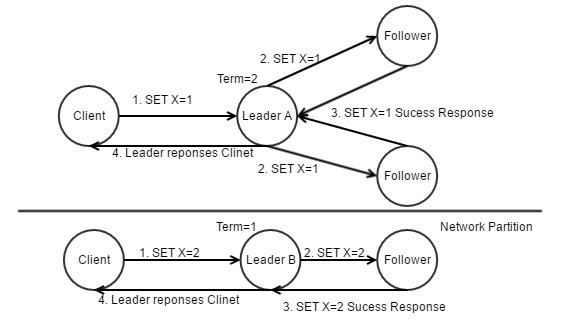 Follower
2. SET X=1
Term=2
1. SET X=1
Client
Leader A
3. SET X=1 Sucess Response
4. Leader reponses Clinet
2. SET X=1
Follower
Term=1
Network Partition
1. SET X=2
2. SET X=2
Client
Leader B
Follower
4. Leader reponses Clinet
3. SET X=2 Sucess Response